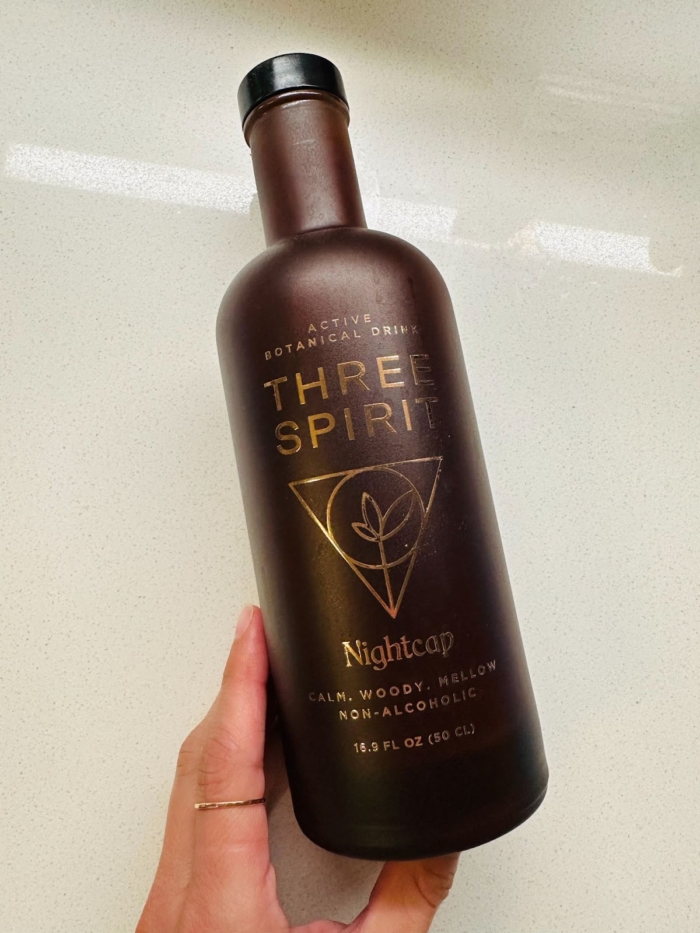 ACTIVE
BOTANICAL DRINK
THREE
SPIRIT
Nightcap
CALM. WOODY. MELLOW
NON-ALCOHOLIC
16.9 FL OZ (50 CL)